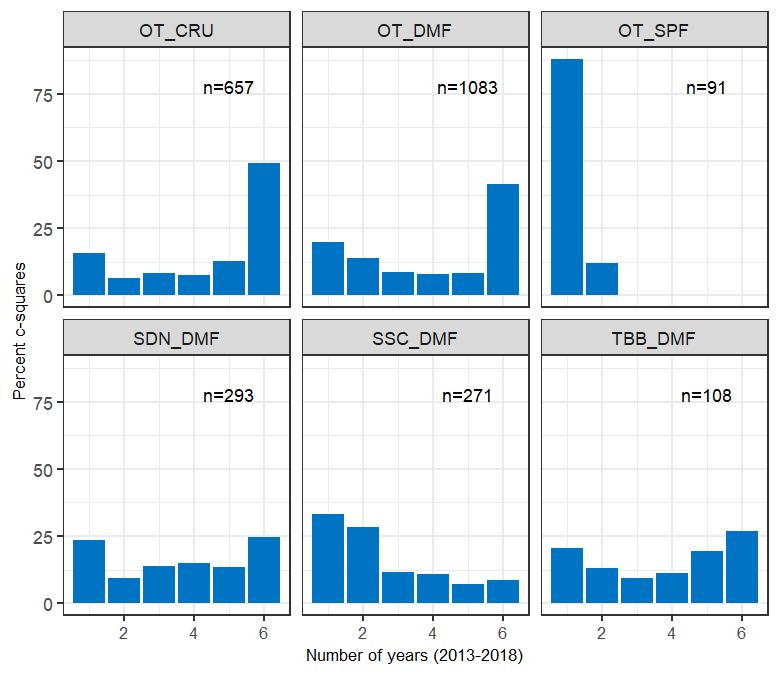 OT_CRU
OT_DMF
OT_SPF
n=657
n=1083
n=91
75
50
25
0
SDN_DMF
SSC_DMF
TBB_DMF
n=293
n=271
n=108
75
50
25
0
2 4 6
2 4 6
2 4 6
Percent c-squares
Number of years (2013-2018)